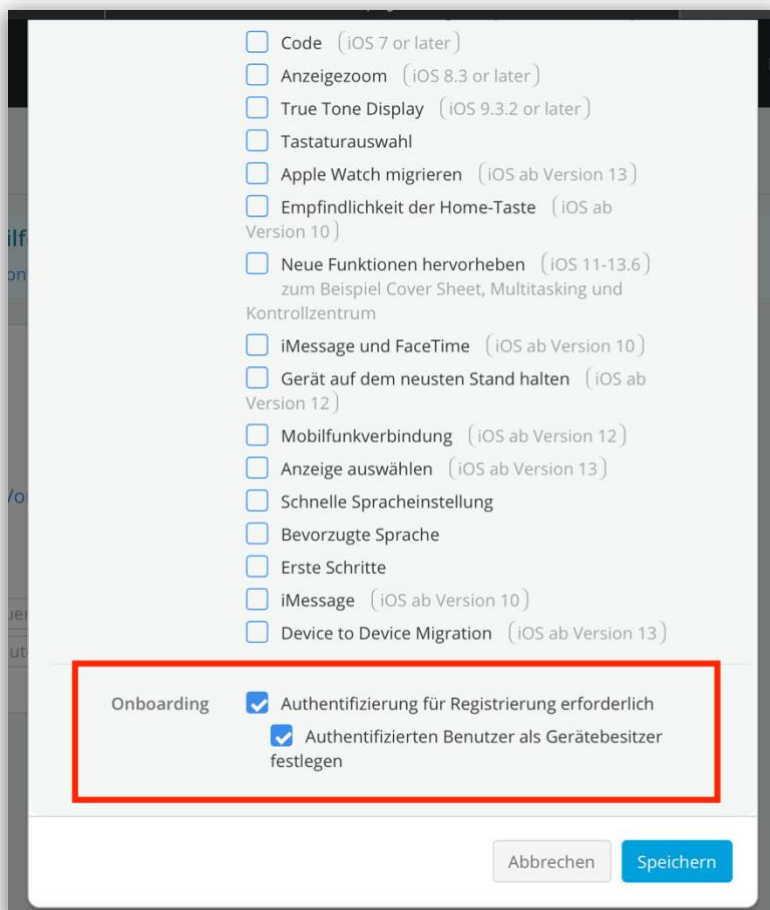 Code (iOS 7 or later)
Anzeigezoom (iOS 8.3 or later)
True Tone Display (iOS 9.3.2 or later)
Tastaturauswahl
Apple Watch migrieren (iOS ab Version 13)
Empfindlichkeit der Home-Taste (iOS ab
Version 10)
Neue Funktionen hervorheben (iOS 11-13.6)
zum Beispiel Cover Sheet, Multitasking und
Kontrollzentrum
iMessage und FaceTime (iOS ab Version 10)
Gerät auf dem neusten Stand halten (iOS ab
Version 12)
Mobilfunkverbindung (iOS ab Version 12)
Anzeige auswählen (iOS ab Version 13)
Schnelle Spracheinstellung
Bevorzugte Sprache
Erste Schritte
iMessage (iOS ab Version 10)
Device to Device Migration (iOS ab Version 13)
Onboarding Authentifizierung für Registrierung erforderlich
Authentifizierten Benutzer als Gerätebesitzer
festlegen
Abbrechen Speichern